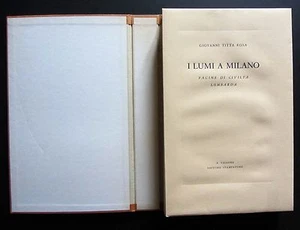 GIOVANNI TITTA ROSA
I LUMI A MILANO
PAGINE DI CIVILTÀ
LOMBARDA